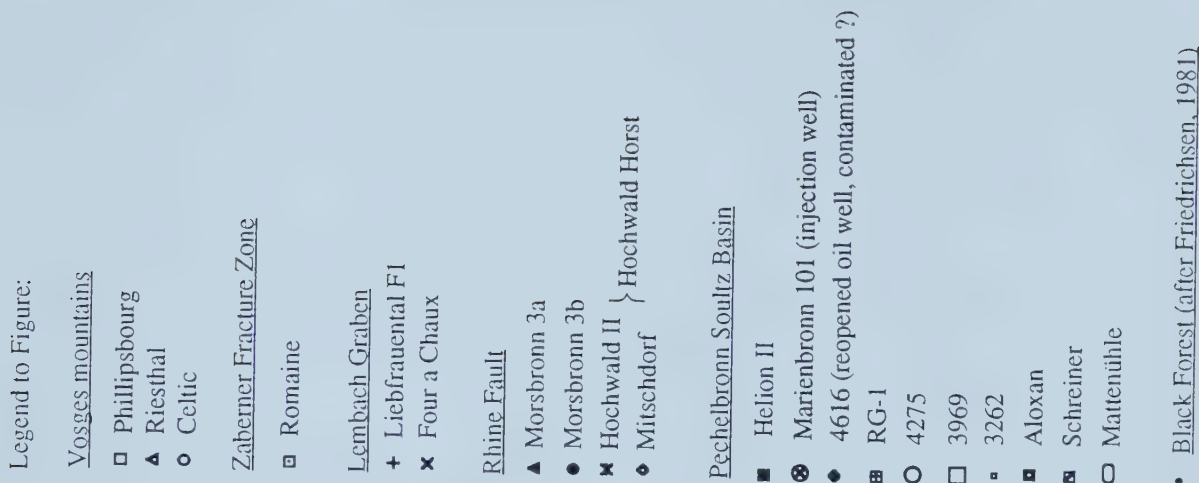 Legend to Figure:
Vosges mountains
Phillipsbourg
Riesthal
Celtic
Zaberner Fracture Zone
Romaine
Lembach Graben
Liebfrauental F1
Four a Chaux
Rhine Fault
Morsbronn 3a
Morsbronn 3b
Hochwald II
Mitschdorf
Hochwald Horst
Pechelbronn Soultz Basin
Helion II
Marienbronn 101 (injection well)
4616 (reopened oil well, contaminated ?)
RG-1
4275
3969
3262
Aloxan
Schreiner
Mattenühle
Black Forest (after Friedrichsen, 1981)